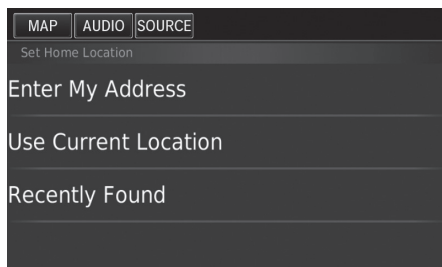 MAP AUDIO SOURCE
Set Home Location
Enter My Address
Use Current Location
Recently Found